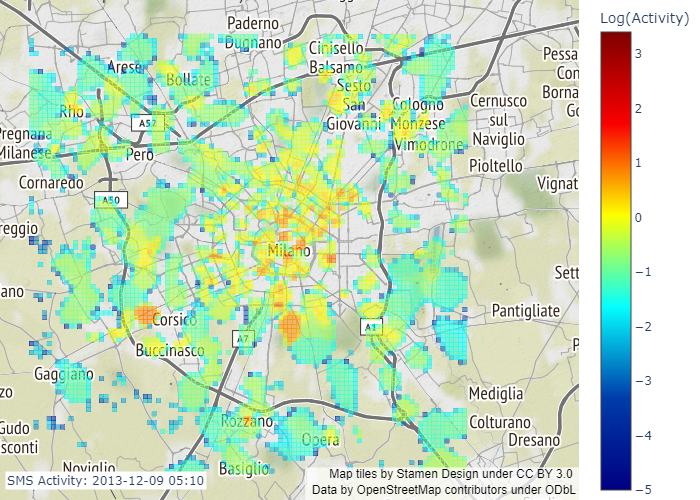 Log(Activity)
Paderno
Dugnano
Cinisello
Balsamo
Arese
Bollate
Sesto
San
Giovanni
Cologno
Monzese
Vimodrone
Cernusco
sul
Naviglio
Pessa
Con
Borna
Go
Rho
A52
Pregnana
Milanese
Pero
Pioltello
Cornaredo
Vignat
A50
reggio
Milano
Sett
ano
Pantigliate
Corsico
A7
A1
P
Buccinasco
Gaggiano
Mediglia
zo
Rozzano
Colturano
Gudo
Opera
Dresano
sconti
Noviglio
Basiglio
SMS Activity: 2013-12-09 05:10
Map tiles by Stamen Design under CC BY 3.0
Data by OpenStreetMap contributors under ODbL
3
2
1
0
−1
−2
−3
−4
−5